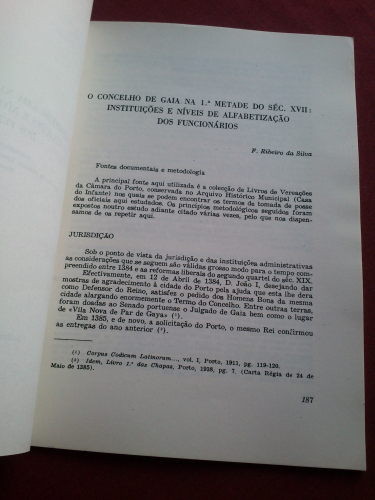 O CONCELHO DE GAIA NA 1.ª METADE DO SÉC. XVII:
INSTITUIÇÕES E NÍVEIS DE ALFABETIZAÇÃO
DOS FUNCIONÁRIOS
F. Ribeiro da Silva
Fontes documentais e metodologia
A principal fonte aqui utilizada é a colecção de Livros de Vereações
da Câmara do Porto, conservada no Arquivo Histórico Municipal (Casa
do Infante) nos quais se podem encontrar os termos de tomada de posse
dos oficiais aqui estudados. Os princípios metodológicos seguidos foram
expostos noutro estudo adiante citado várias vezes, pelo que nos dispen-
samos de os repetir aqui.
JURISDIÇÃO
Sob o ponto de vista da jurisdição e das instituições administrativas
as considerações que se seguem são válidas grosso modo para o tempo com-
preendido entre 1384 e as reformas liberais do segundo quartel do séc. XIX.
Efectivamente, em 12 de Abril de 1384, D. João I, desejando dar
mostras de agradecimento à cidade do Porto pela ajuda que esta lhe dera
como Defensor do Reino, satisfez o pedido dos Homens Bons da mesma
cidade alargando enormemente o Termo do Concelho. Entre outras terras,
foram doadas ao Senado portuense o Julgado de Gaia bem como o lugar
de «Vila Nova de Par de Gaya» (¹).
Em 1385, e de novo, a solicitação do Porto, o mesmo Rei confirmou
as entregas do ano anterior (²).
(¹) Corpus Codicum Latinorum..., vol. I, Porto, 1911, pg. 119-120.
(²) Idem, Livro 1.º das Chapas, Porto, 1938, pg. 7, (Carta Régia de 24 de
Maio de 1385).
187